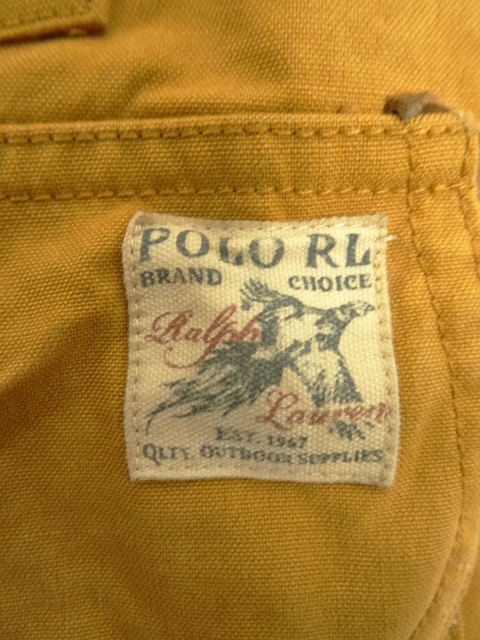 POLO RL
BRAND CHOICE
Ralph
Lauren
EST. 1967
QLTY. OUTDOOR SUPPLIES